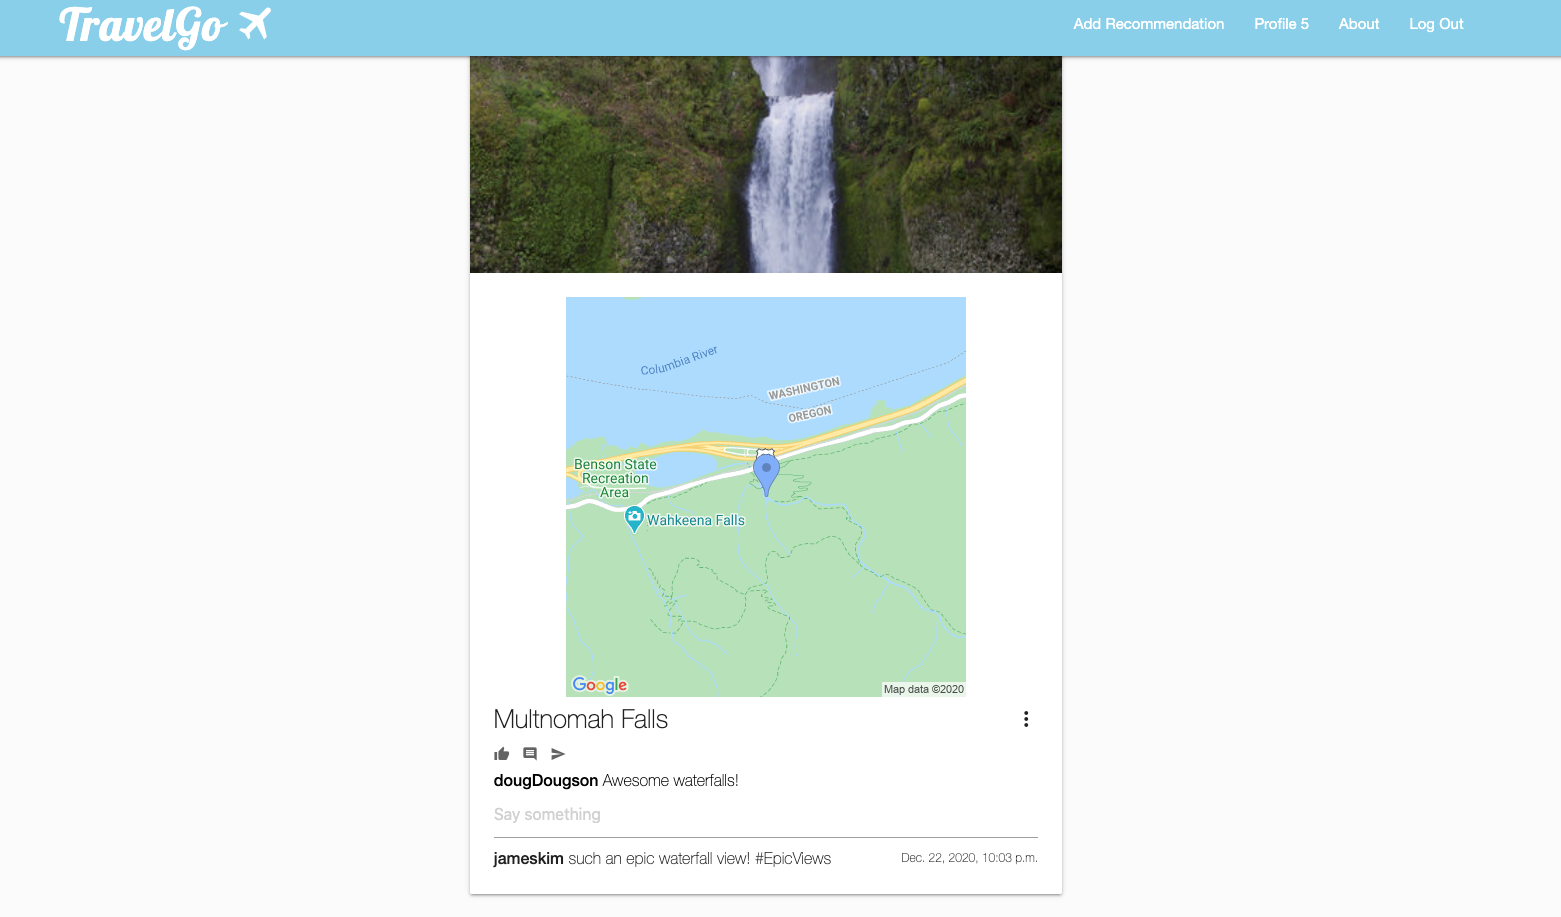 TravelGo
Add Recommendation Profile 5 About Log Out
Columbia River
WASHINGTON
OREGON
Benson State
Recreation
Area
Wahkeena Falls
Google
Map data ©2020
Multnomah Falls
dougDougson Awesome waterfalls!
Say something
jameskim such an epic waterfall view! #EpicViews Dec. 22, 2020, 10:03 p.m.